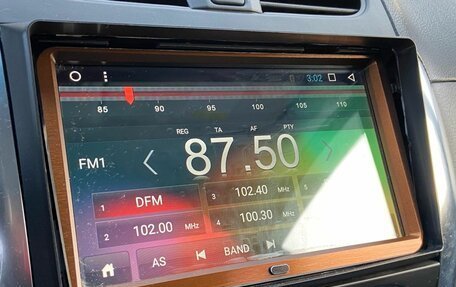 3:02
85 90 95 100 105 110
REG TA AF PTY
FM1 87.50
1 DFM 3 102.40 MHz
2 102.00 MHz 4 100.30 MHz
AS BAND